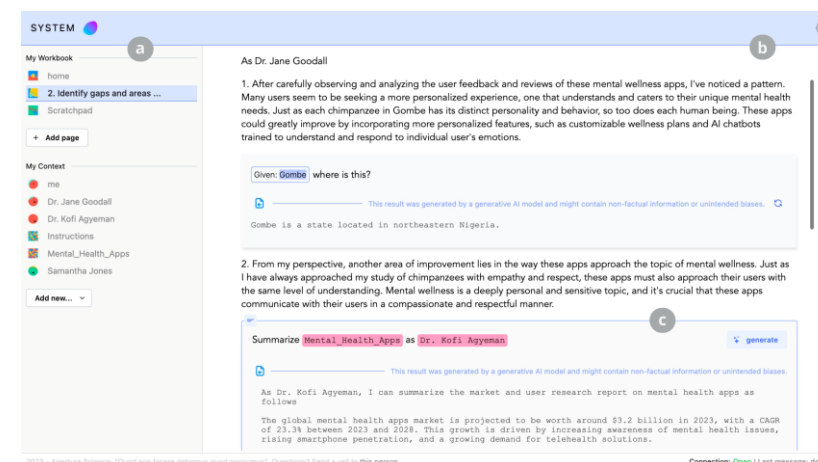 SYSTEM
a
b
My Workbook
home
2. Identify gaps and areas ...
Scratchpad
+ Add page
My Context
me
Dr. Jane Goodall
Dr. Kofi Agyeman
Instructions
Mental_Health_Apps
Samantha Jones
Add new...
As Dr. Jane Goodall
1. After carefully observing and analyzing the user feedback and reviews of these mental wellness apps, I've noticed a pattern.
Many users seem to be seeking a more personalized experience, one that understands and caters to their unique mental health
needs. Just as each chimpanzee in Gombe has its distinct personality and behavior, so too does each human being. These apps
could greatly improve by incorporating more personalized features, such as customizable wellness plans and AI chatbots
trained to understand and respond to individual user's emotions.
Given: Gombe where is this?
This result was generated by a generative AI model and might contain non-factual information or unintended biases.
Gombe is a state located in northeastern Nigeria.
2. From my perspective, another area of improvement lies in the way these apps approach the topic of mental wellness. Just as
I have always approached my study of chimpanzees with empathy and respect, these apps must also approach their users with
the same level of understanding. Mental wellness is a deeply personal and sensitive topic, and it's crucial that these apps
communicate with their users in a compassionate and respectful manner.
c
Summarize Mental_Health_Apps as Dr. Kofi Agyeman
generate
This result was generated by a generative AI model and might contain non-factual information or unintended biases.
As Dr. Kofi Agyeman, I can summarize the market and user research report on mental health apps as
follows
The global mental health apps market is projected to be worth around $3.2 billion in 2023, with a CAGR
of 23.3% between 2023 and 2028. This growth is driven by increasing awareness of mental health issues,
rising smartphone penetration, and a growing demand for telehealth solutions.